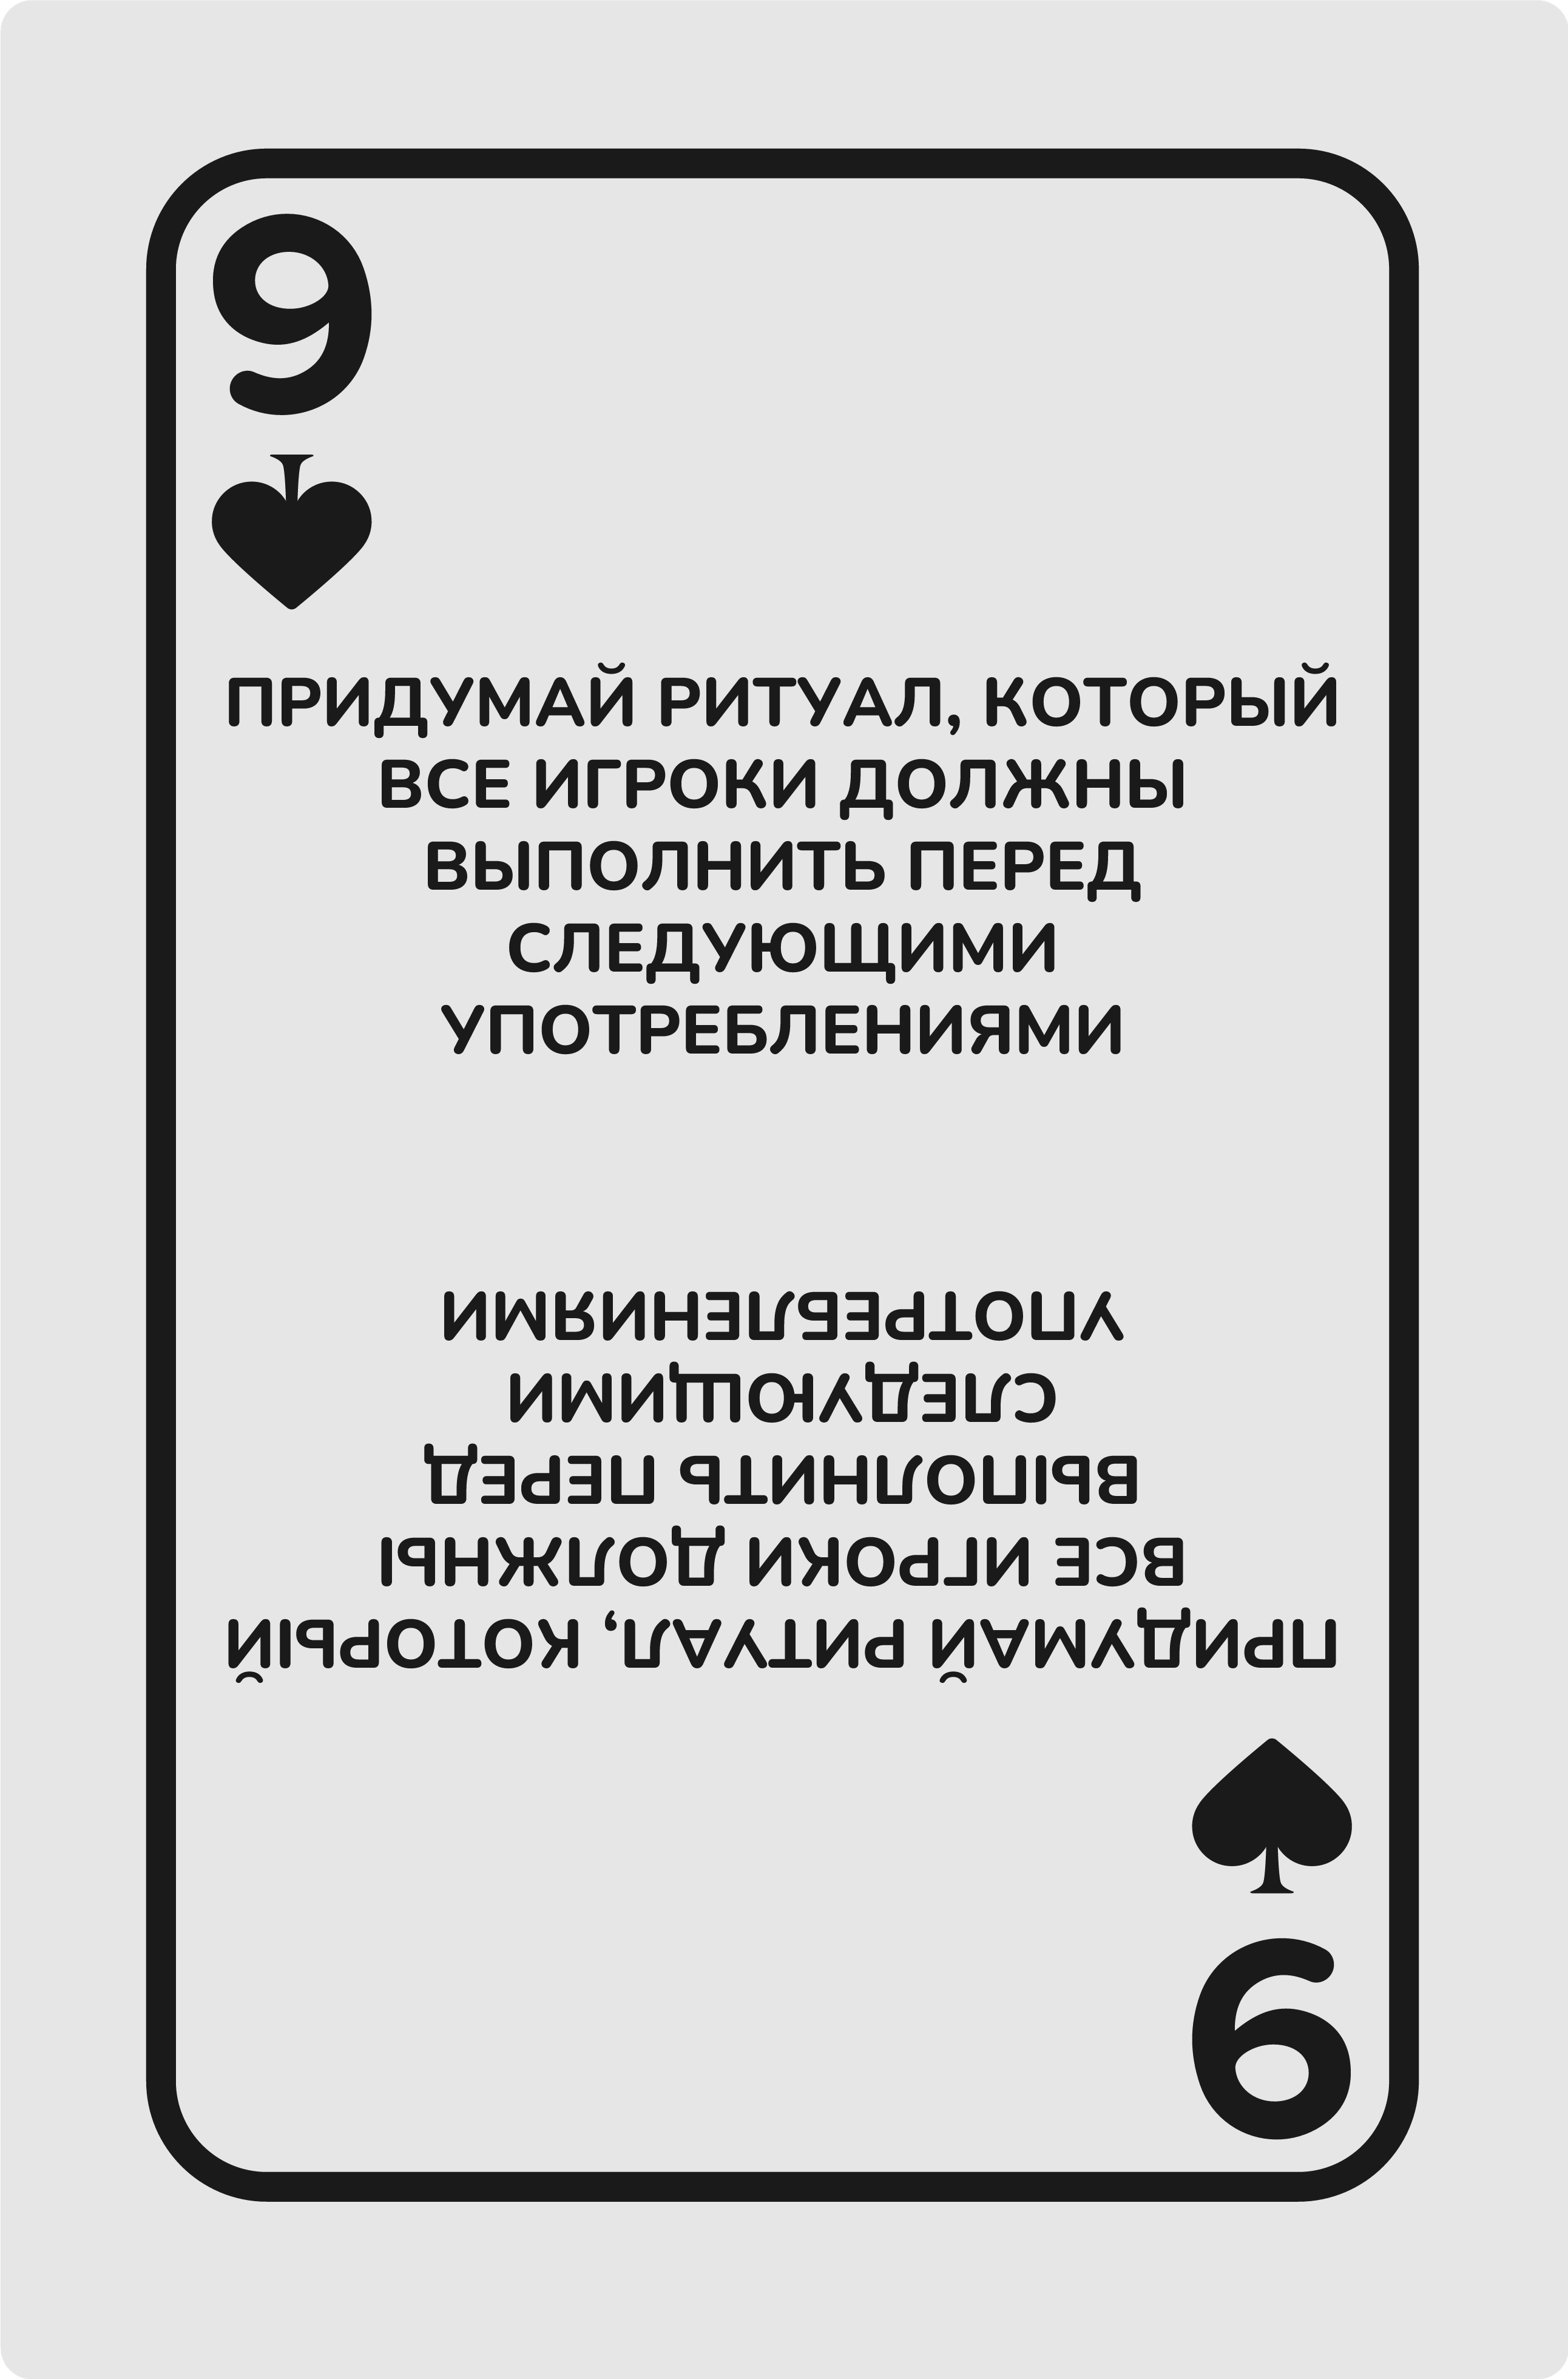 9
ПРИДУМАЙ РИТУАЛ, КОТОРЫЙ
ВСЕ ИГРОКИ ДОЛЖНЫ
ВЫПОЛНИТЬ ПЕРЕД
СЛЕДУЮЩИМИ
УПОТРЕБЛЕНИЯМИ
9
ПРИДУМАЙ РИТУАЛ, КОТОРЫЙ
ВСЕ ИГРОКИ ДОЛЖНЫ
ВЫПОЛНИТЬ ПЕРЕД
СЛЕДУЮЩИМИ
УПОТРЕБЛЕНИЯМИ